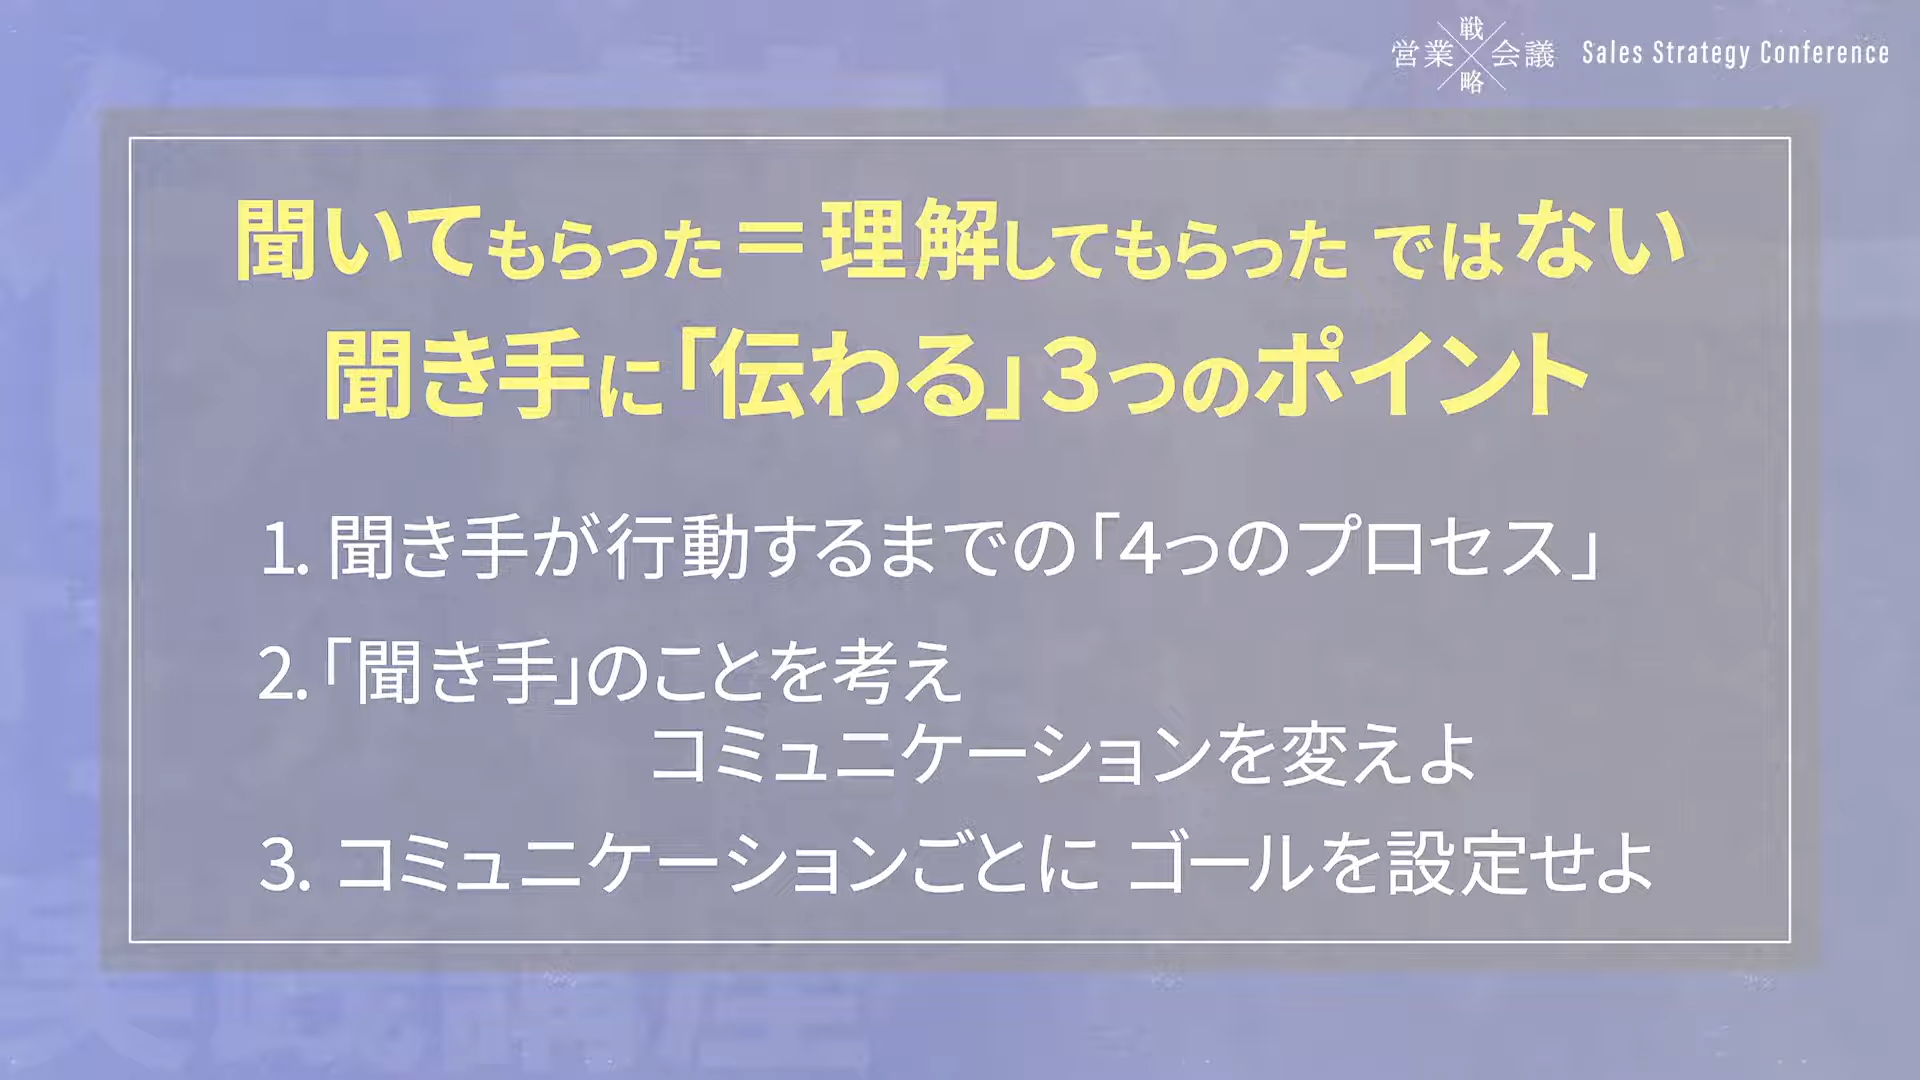 営業戦略会議 Sales Strategy Conference
聞いてもらった＝理解してもらった ではない
聞き手に「伝わる」3つのポイント
1. 聞き手が行動するまでの「4つのプロセス」
2.「聞き手」のことを考え
コミュニケーションを変えよ
3. コミュニケーションごとに ゴールを設定せよ